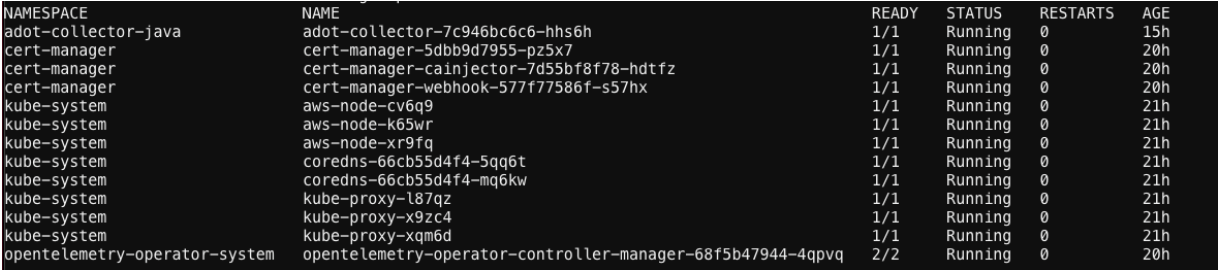 NAMESPACE NAME READY STATUS RESTARTS AGE
adot-collector-java adot-collector-7c946bc6c6-hhs6h 1/1 Running 0 15h
cert-manager cert-manager-5dbb9d7955-pz5x7 1/1 Running 0 20h
cert-manager cert-manager-cainjector-7d55bf8f78-hdtfz 1/1 Running 0 20h
cert-manager cert-manager-webhook-577f77586f-s57hx 1/1 Running 0 20h
kube-system aws-node-cv6q9 1/1 Running 0 21h
kube-system aws-node-k65wr 1/1 Running 0 21h
kube-system aws-node-xr9fq 1/1 Running 0 21h
kube-system coredns-66cb55d4f4-5qq6t 1/1 Running 0 21h
kube-system coredns-66cb55d4f4-mq6kw 1/1 Running 0 21h
kube-system kube-proxy-l87qz 1/1 Running 0 21h
kube-system kube-proxy-x9zc4 1/1 Running 0 21h
kube-system kube-proxy-xqm6d 1/1 Running 0 21h
opentelemetry-operator-system opentelemetry-operator-controller-manager-68f5b47944-4qpvq 2/2 Running 0 20h